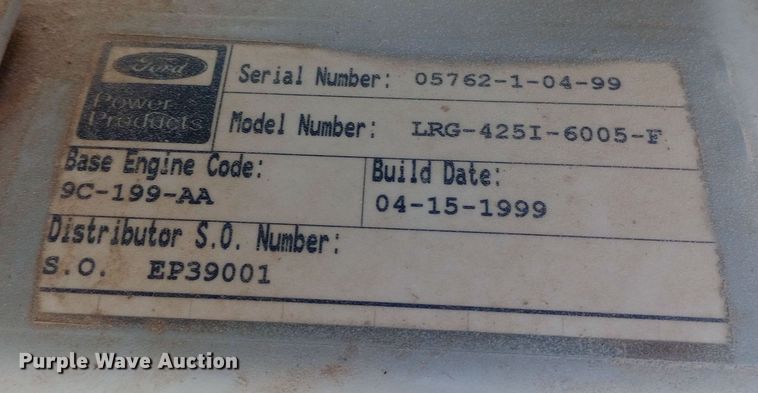 Ford
Power
Products
Serial Number: 05762-1-04-99
Model Number: LRG-425I-6005-F
Base Engine Code:
9C-199-AA
Build Date:
04-15-1999
Distributor S.O. Number:
S.O. EP39001
Purple Wave Auction